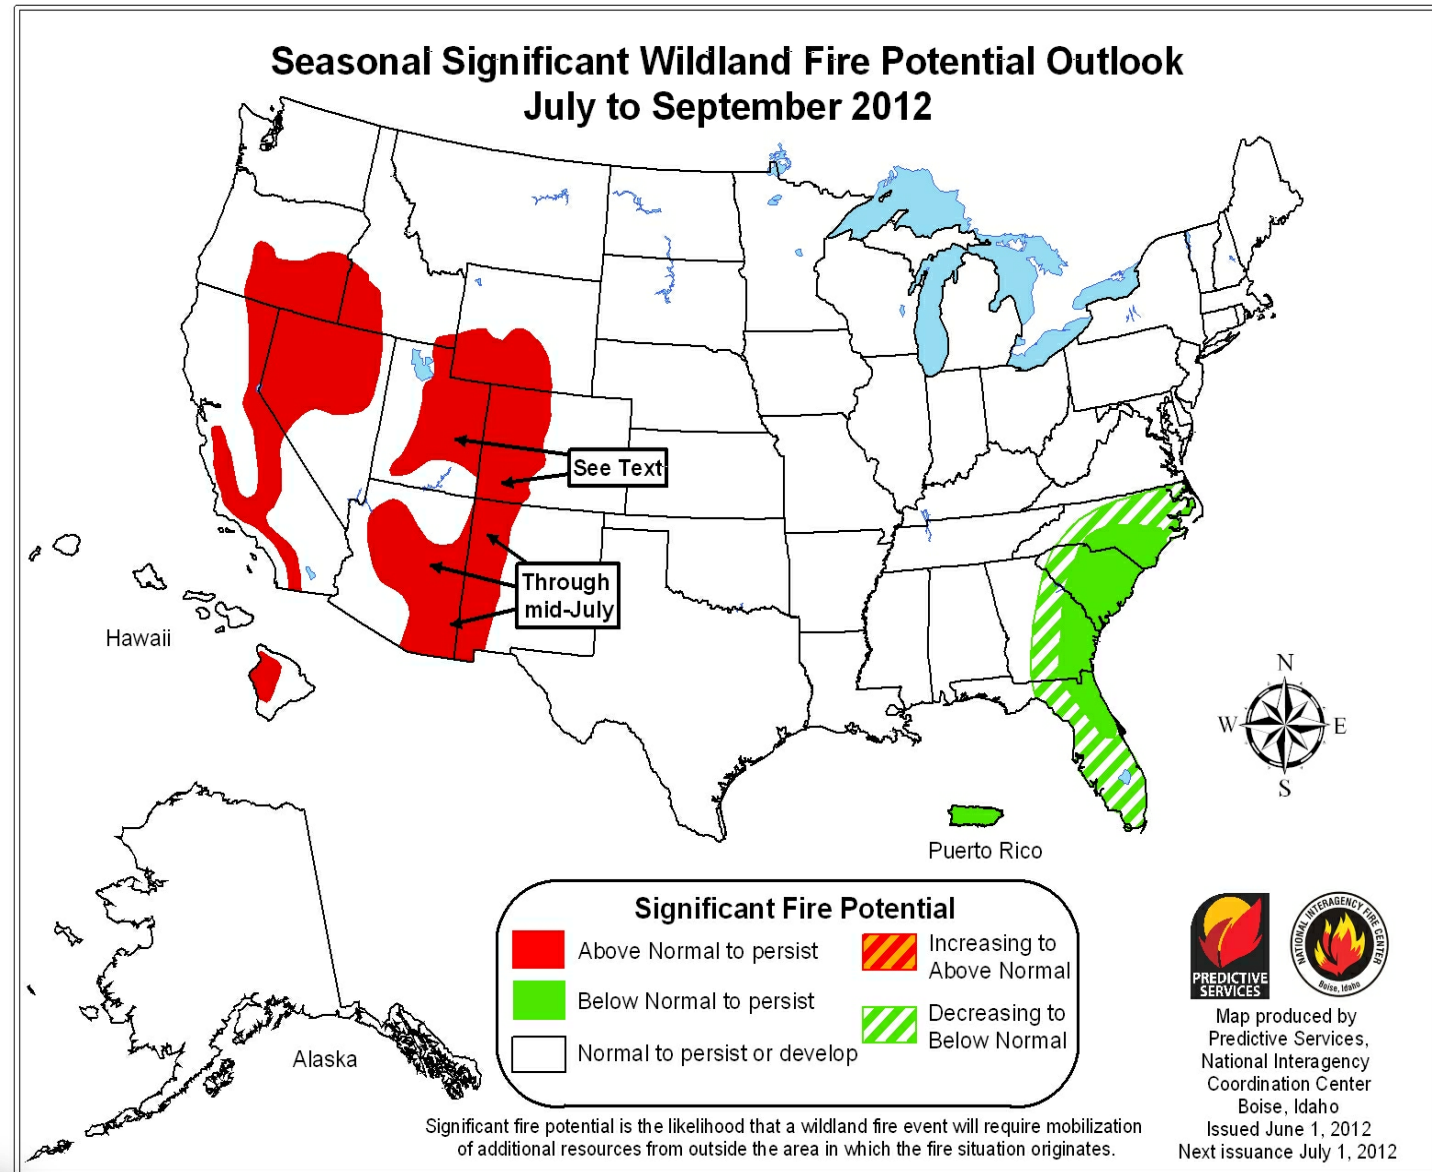 Seasonal Significant Wildland Fire Potential Outlook
July to September 2012
See Text
Through
mid-July
Hawaii
N
W
E
S
Puerto Rico
Alaska
Significant Fire Potential
Above Normal to persist
Below Normal to persist
Normal to persist or develop
Increasing to
Above Normal
Decreasing to
Below Normal
PREDICTIVE
SERVICES
NATIONAL INTERAGENCY FIRE CENTER
Boise, Idaho
Map produced by
Predictive Services,
National Interagency
Coordination Center
Boise, Idaho
Issued June 1, 2012
Next issuance July 1, 2012
Significant fire potential is the likelihood that a wildland fire event will require mobilization
of additional resources from outside the area in which the fire situation originates.